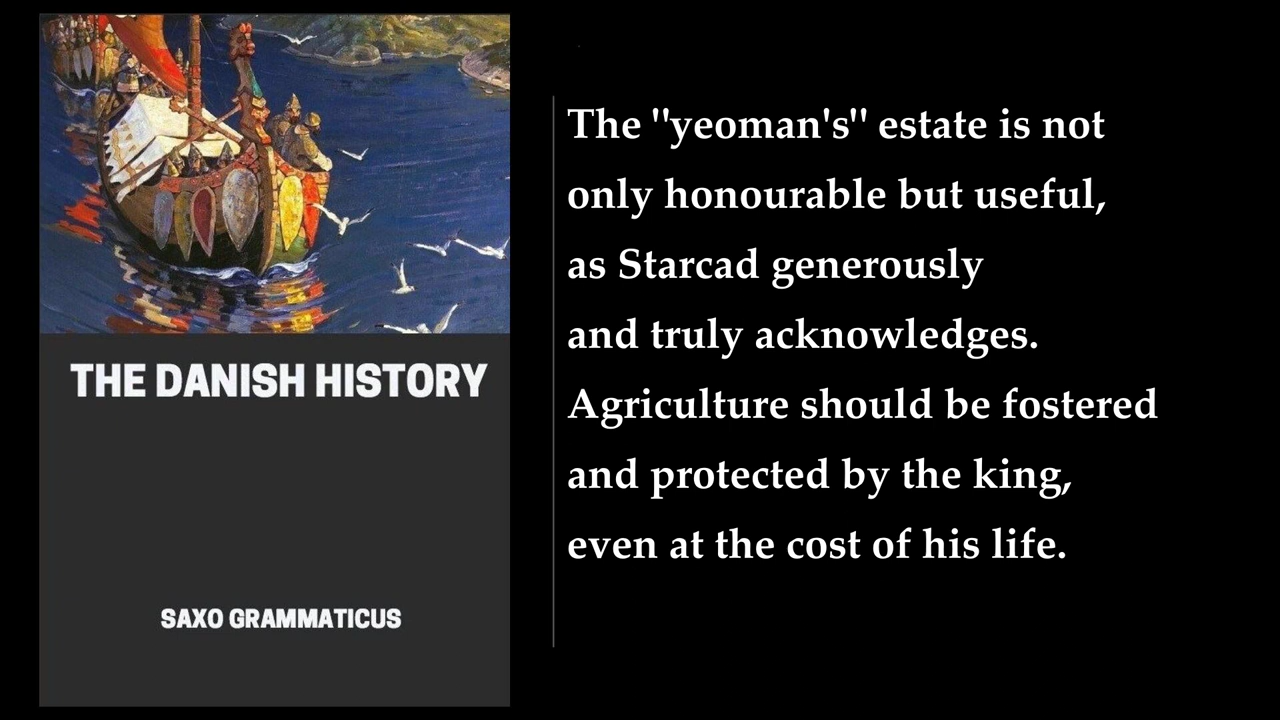 THE DANISH HISTORY
SAXO GRAMMATICUS
The "yeoman's" estate is not
only honourable but useful,
as Starcad generously
and truly acknowledges.
Agriculture should be fostered
and protected by the king,
even at the cost of his life.